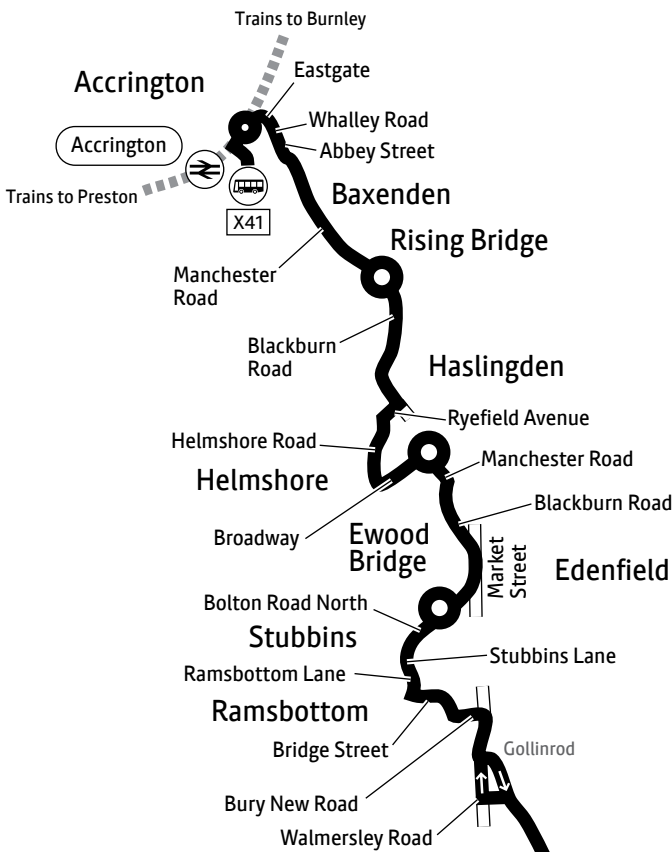 Trains to Burnley
Eastgate
Accrington
Whalley Road
Accrington
Abbey Street
Trains to Preston
Baxenden
X41
Rising Bridge
Manchester
Road
Blackburn
Road
Haslingden
Ryefield Avenue
Helmshore Road
Manchester Road
Helmshore
Blackburn Road
Broadway
Ewood
Bridge
Market
Street
Edenfield
Bolton Road North
Stubbins
Stubbins Lane
Ramsbottom Lane
Ramsbottom
Bridge Street
Gollinrod
Bury New Road
Walmersley Road